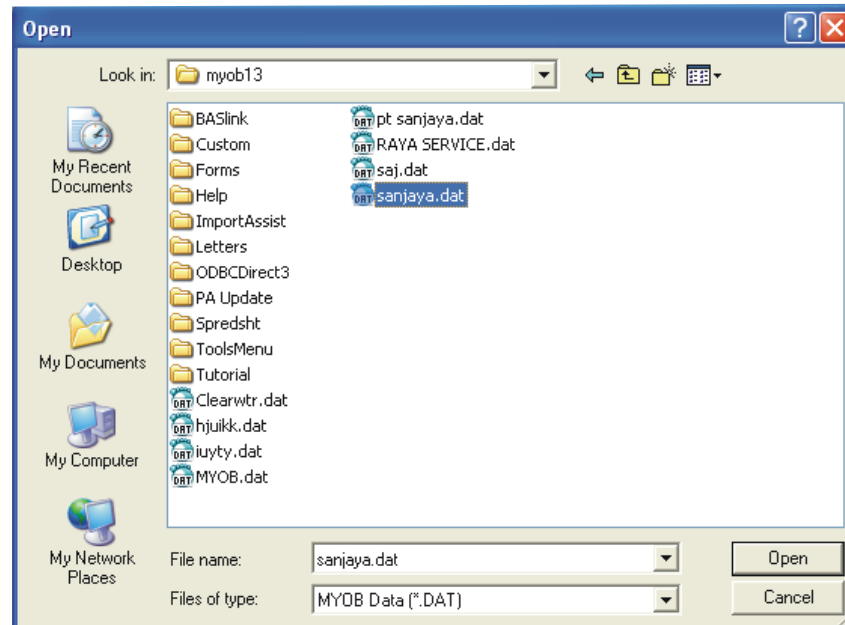 Open
Look in: myob13
My Recent
Documents
Desktop
My Documents
My Computer
My Network
Places
BASlink
Custom
Forms
Help
ImportAssist
Letters
ODBCDirect3
PA Update
Spredsht
ToolsMenu
Tutorial
Clearwtr.dat
hjuikk.dat
iuyty.dat
MYOB.dat
pt sanjaya.dat
RAYA SERVICE.dat
saj.dat
sanjaya.dat
File name: sanjaya.dat Open
Files of type: MYOB Data (*.DAT) Cancel